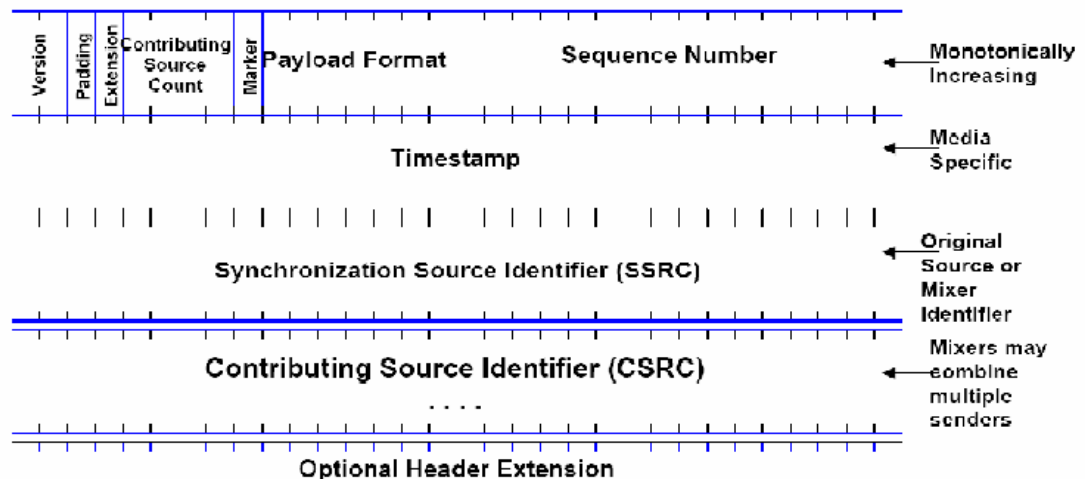 Version
Padding
Extension
Contributing
Source
Count
Marker
Payload Format
Sequence Number
Monotonically
Increasing
Timestamp
Media
Specific
Synchronization Source Identifier (SSRC)
Original
Source or
Mixer
Identifier
Contributing Source Identifier (CSRC)
. . . .
Mixers may
combine
multiple
senders
Optional Header Extension